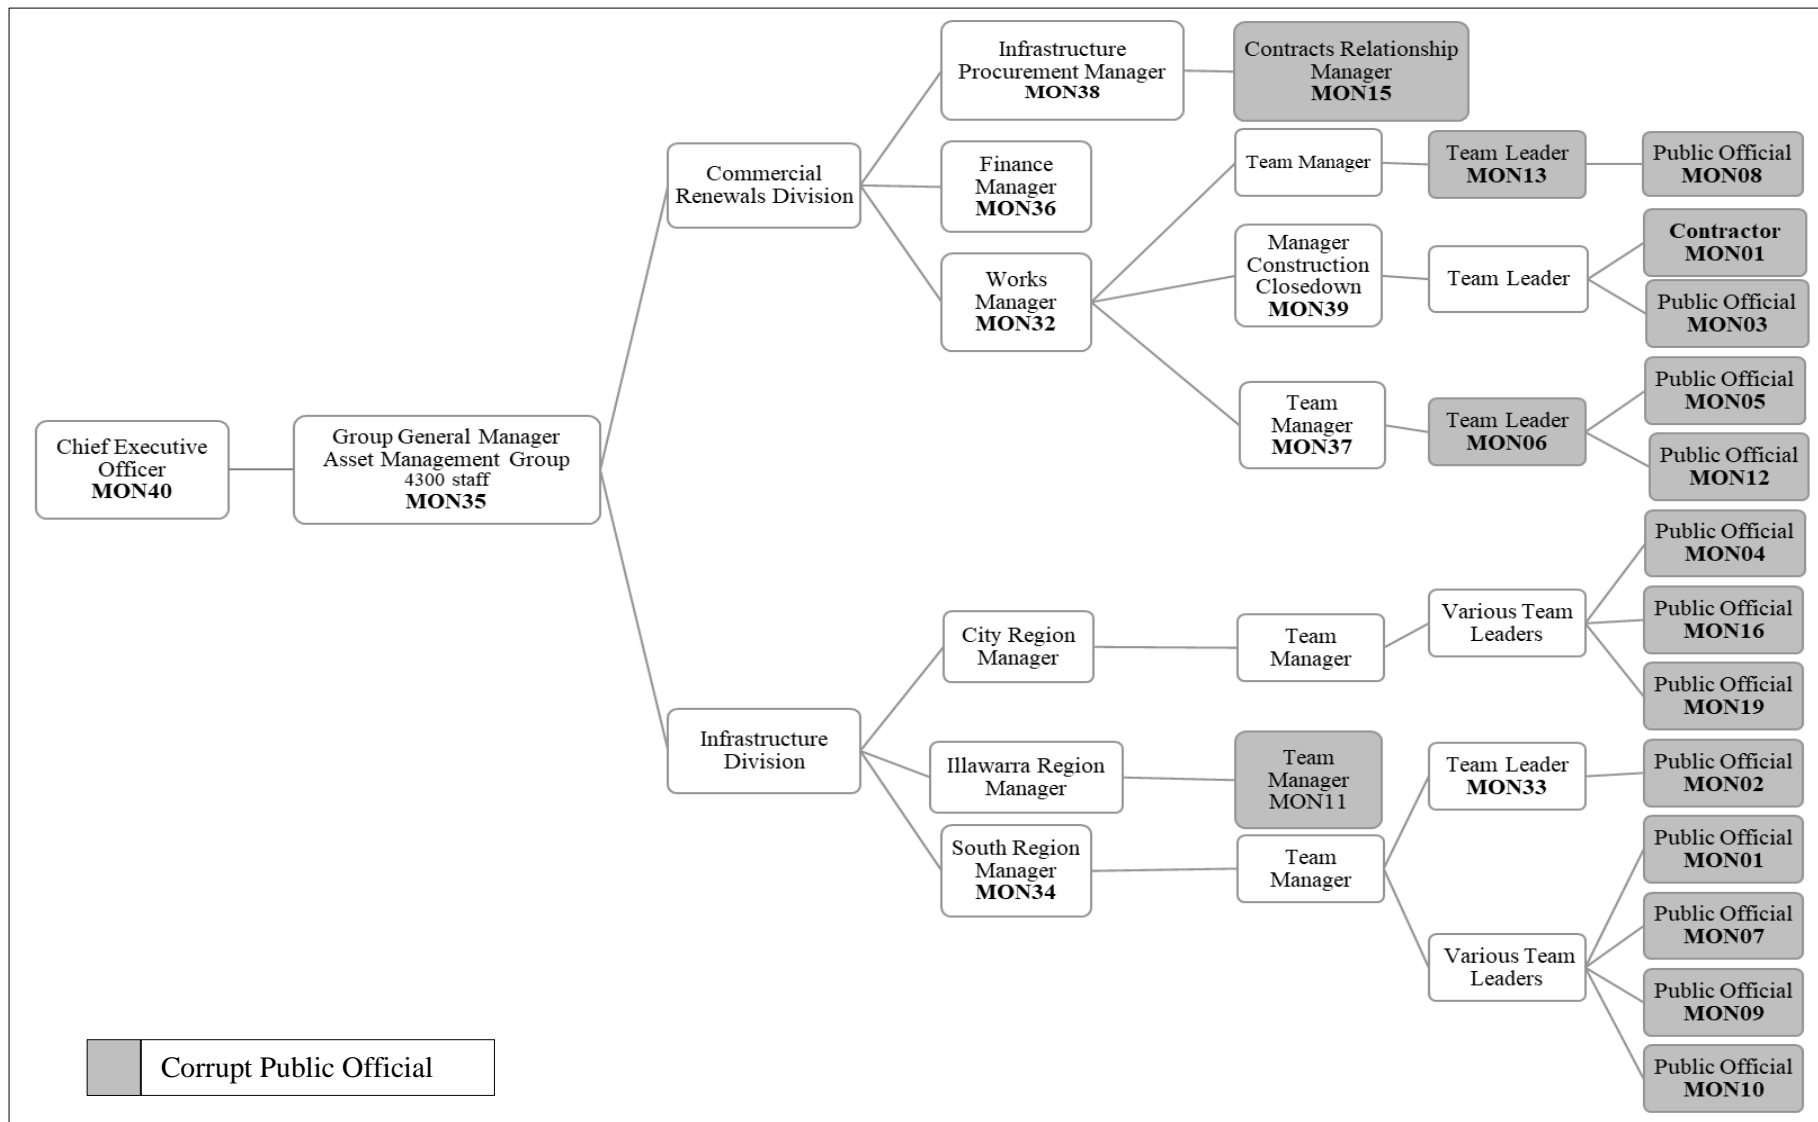 Chief Executive
Officer
MON40
Group General Manager
Asset Management Group
4300 staff
MON35
Commercial
Renewals Division
Infrastructure
Procurement Manager
MON38
Contracts Relationship
Manager
MON15
Finance
Manager
MON36
Works
Manager
MON32
Team Manager
Team Leader
MON13
Public Official
MON08
Manager
Construction
Closedown
MON39
Team Leader
Contractor
MON01
Public Official
MON03
Team
Manager
MON37
Team Leader
MON06
Public Official
MON05
Public Official
MON12
Infrastructure
Division
City Region
Manager
Team
Manager
Various Team
Leaders
Public Official
MON04
Public Official
MON16
Public Official
MON19
Illawarra Region
Manager
Team
Manager
MON11
South Region
Manager
MON34
Team
Manager
Team Leader
MON33
Public Official
MON02
Various Team
Leaders
Public Official
MON01
Public Official
MON07
Public Official
MON09
Public Official
MON10
Corrupt Public Official